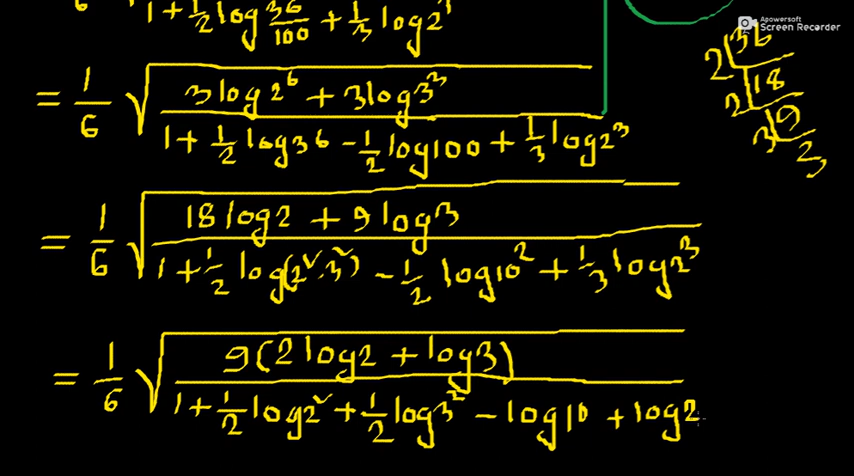 6 1 + 1/2 log 36/100 + 1/3 log 2³
= 1/6 √((3 log 2⁶ + 3 log 3³)/(1 + 1/2 log 36 - 1/2 log 100 + 1/3 log 2³))
= 1/6 √((18 log 2 + 9 log 3)/(1 + 1/2 log(2².3²) - 1/2 log 10² + 1/3 log 2³))
= 1/6 √((9(2 log 2 + log 3))/(1 + 1/2 log 2² + 1/2 log 3² - log 10 + log 2))
Apowersoft
Screen Recorder
2|36
2|18
3|9
3